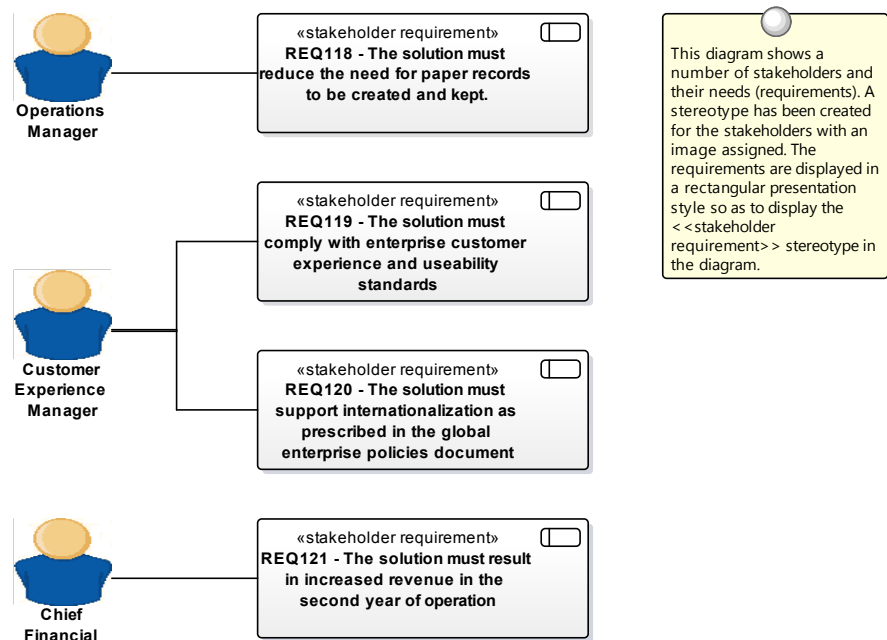 «stakeholder requirement»
REQ118 - The solution must
reduce the need for paper records
to be created and kept.
Operations
Manager
«stakeholder requirement»
REQ119 - The solution must
comply with enterprise customer
experience and useability
standards
Customer
Experience
Manager
«stakeholder requirement»
REQ120 - The solution must
support internationalization as
prescribed in the global
enterprise policies document
«stakeholder requirement»
REQ121 - The solution must result
in increased revenue in the
second year of operation
Chief
Financial
This diagram shows a
number of stakeholders and
their needs (requirements). A
stereotype has been created
for the stakeholders with an
image assigned. The
requirements are displayed in
a rectangular presentation
style so as to display the
<<stakeholder
requirement>> stereotype in
the diagram.